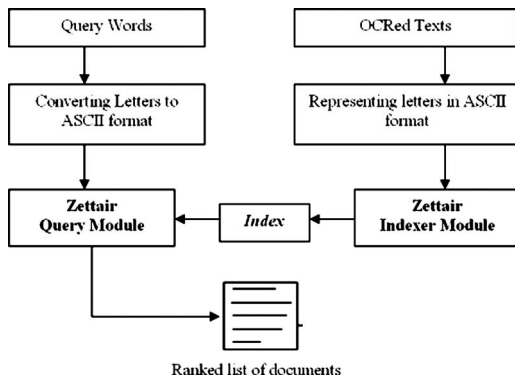 Query Words
OCRed Texts
Converting Letters to
ASCII format
Representing letters in ASCII
format
Zettair
Query Module
Index
Zettair
Indexer Module
Ranked list of documents